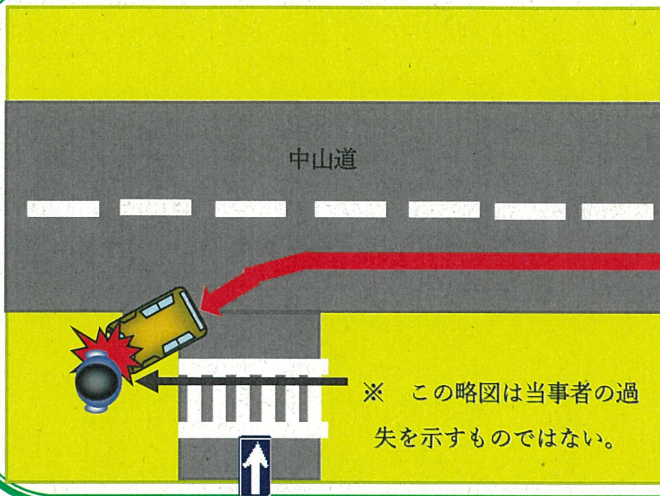 中山道
※　この略図は当事者の過
失を示すものではない。